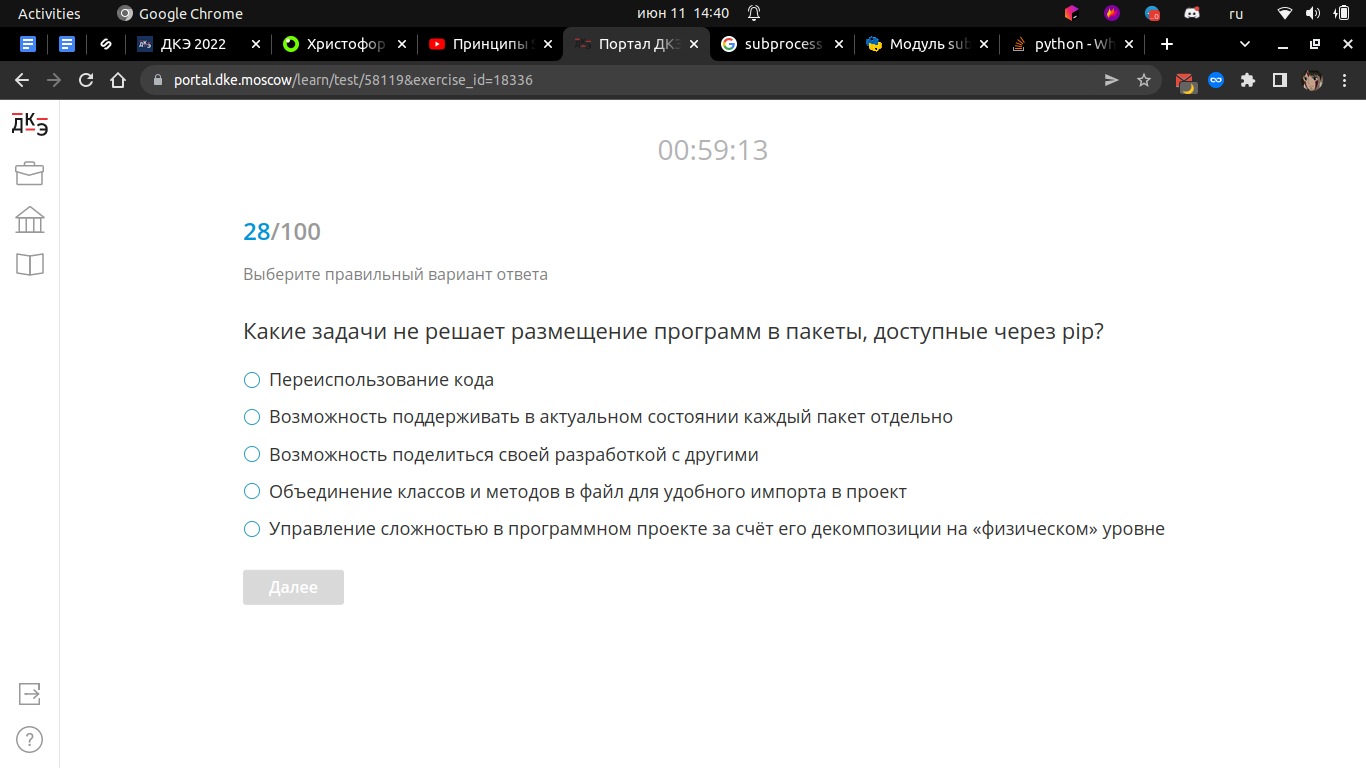 Activities
Google Chrome
июн 11 14:40
ru
ДКЭ 2022
Христофор
Принципы
Портал ДКЭ
subprocess
Модуль sub
python - Wh
portal.dke.moscow/learn/test/58119&exercise_id=18336
ДКЭ
00:59:13
28/100
Выберите правильный вариант ответа
Какие задачи не решает размещение программ в пакеты, доступные через pip?
Переиспользование кода
Возможность поддерживать в актуальном состоянии каждый пакет отдельно
Возможность поделиться своей разработкой с другими
Объединение классов и методов в файл для удобного импорта в проект
Управление сложностью в программном проекте за счёт его декомпозиции на «физическом» уровне
Далее